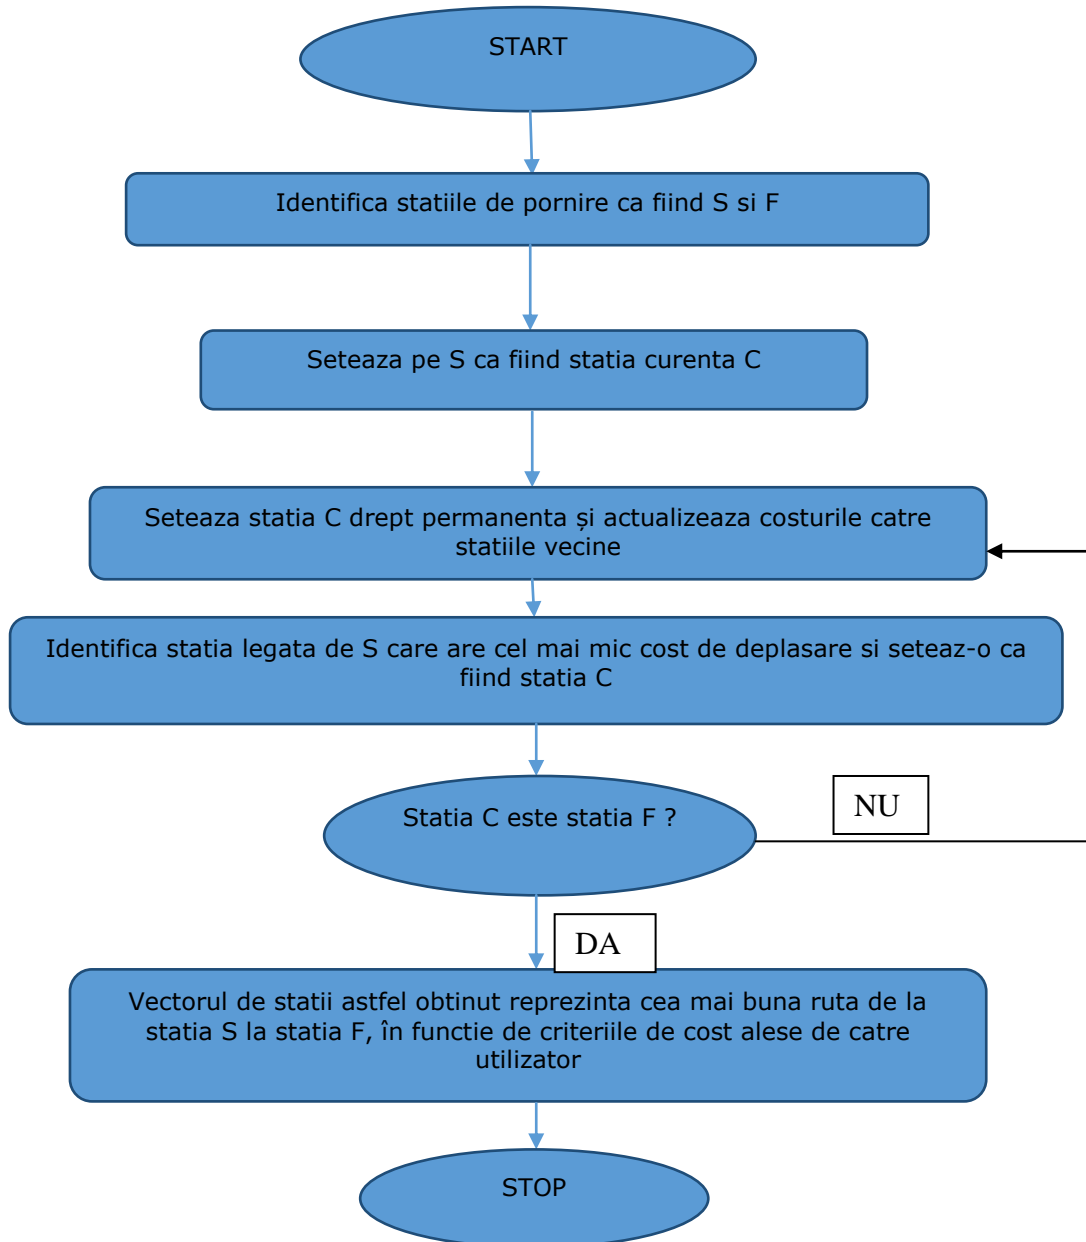 START
Identifica statiile de pornire ca fiind S si F
Seteaza pe S ca fiind statia curenta C
Seteaza statia C drept permanenta și actualizeaza costurile catre
statiile vecine
Identifica statia legata de S care are cel mai mic cost de deplasare si seteaz-o ca
fiind statia C
Statia C este statia F ?
NU
DA
Vectorul de statii astfel obtinut reprezinta cea mai buna ruta de la
statia S la statia F, în functie de criteriile de cost alese de catre
utilizator
STOP